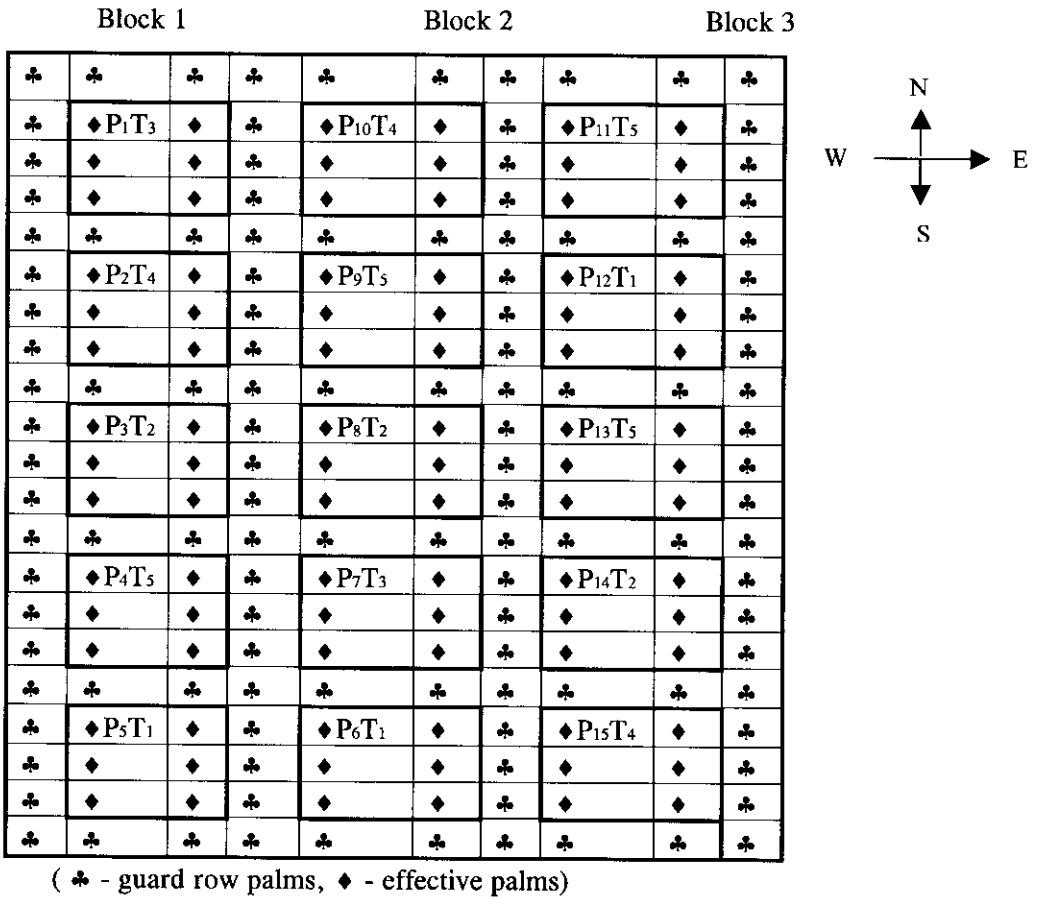 Block 1 Block 2 Block 3
N
♣ ♣ ♣ ♣ ♣ ♣ ♣ ♣ ♣ ♣
♣ ♦P1T3 ♦ ♣ ♦P10T4 ♦ ♣ ♦P11T5 ♦ ♣
W E
♣ ♦ ♦ ♣ ♦ ♦ ♣ ♦ ♦ ♣
♣ ♦ ♦ ♣ ♦ ♦ ♣ ♦ ♦ ♣
S
♣ ♣ ♣ ♣ ♣ ♣ ♣ ♣ ♣ ♣
♣ ♦P2T4 ♦ ♣ ♦P9T5 ♦ ♣ ♦P12T1 ♦ ♣
♣ ♦ ♦ ♣ ♦ ♦ ♣ ♦ ♦ ♣
♣ ♦ ♦ ♣ ♦ ♦ ♣ ♦ ♦ ♣
♣ ♣ ♣ ♣ ♣ ♣ ♣ ♣ ♣ ♣
♣ ♦P3T2 ♦ ♣ ♦P8T2 ♦ ♣ ♦P13T5 ♦ ♣
♣ ♦ ♦ ♣ ♦ ♦ ♣ ♦ ♦ ♣
♣ ♦ ♦ ♣ ♦ ♦ ♣ ♦ ♦ ♣
♣ ♣ ♣ ♣ ♣ ♣ ♣ ♣ ♣ ♣
♣ ♦P4T5 ♦ ♣ ♦P7T3 ♦ ♣ ♦P14T2 ♦ ♣
♣ ♦ ♦ ♣ ♦ ♦ ♣ ♦ ♦ ♣
♣ ♦ ♦ ♣ ♦ ♦ ♣ ♦ ♦ ♣
♣ ♣ ♣ ♣ ♣ ♣ ♣ ♣ ♣ ♣
♣ ♦P5T1 ♦ ♣ ♦P6T1 ♦ ♣ ♦P15T4 ♦ ♣
♣ ♦ ♦ ♣ ♦ ♦ ♣ ♦ ♦ ♣
♣ ♦ ♦ ♣ ♦ ♦ ♣ ♦ ♦ ♣
♣ ♣ ♣ ♣ ♣ ♣ ♣ ♣ ♣ ♣
( ♣ - guard row palms, ♦ - effective palms)